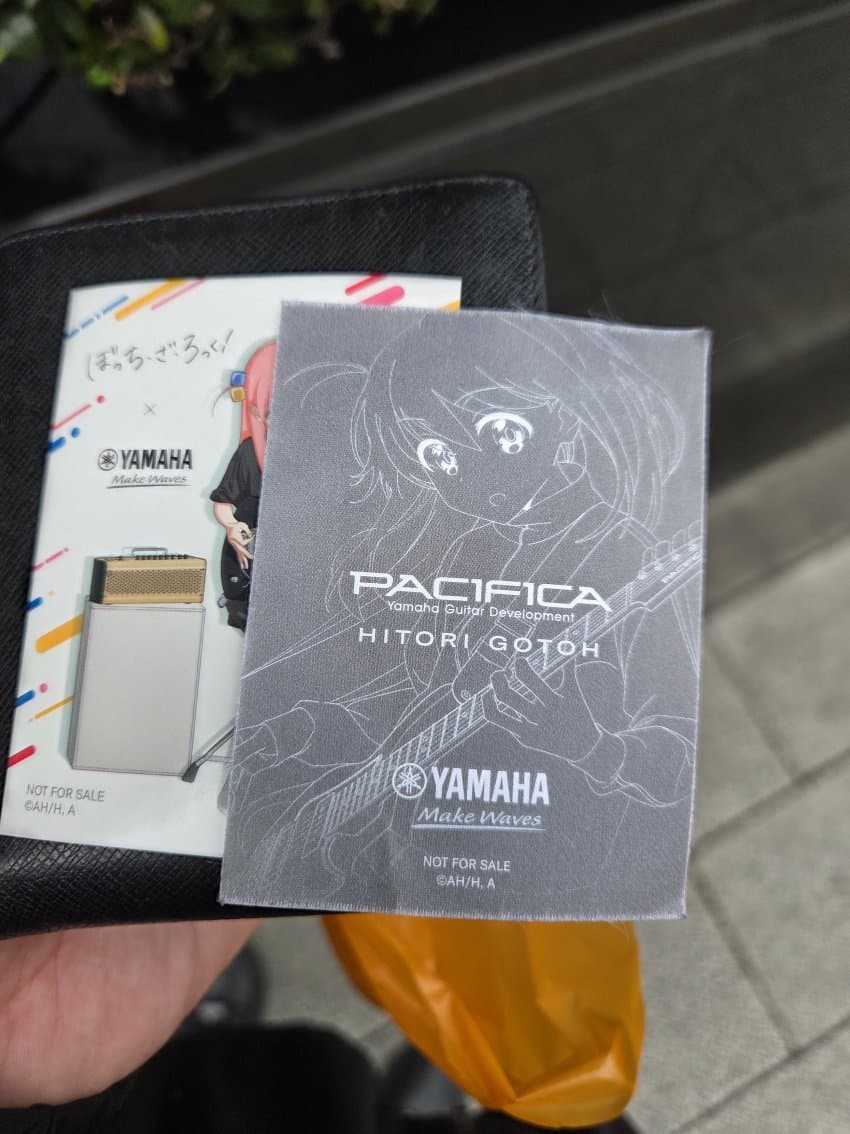 ぼっち・ざ・ろっく!
×
YAMAHA
Make Waves
NOT FOR SALE
©AH/H, A
PAC1F1CA
Yamaha Guitar Development
HITORI GOTOH
YAMAHA
Make Waves
NOT FOR SALE
©AH/H, A